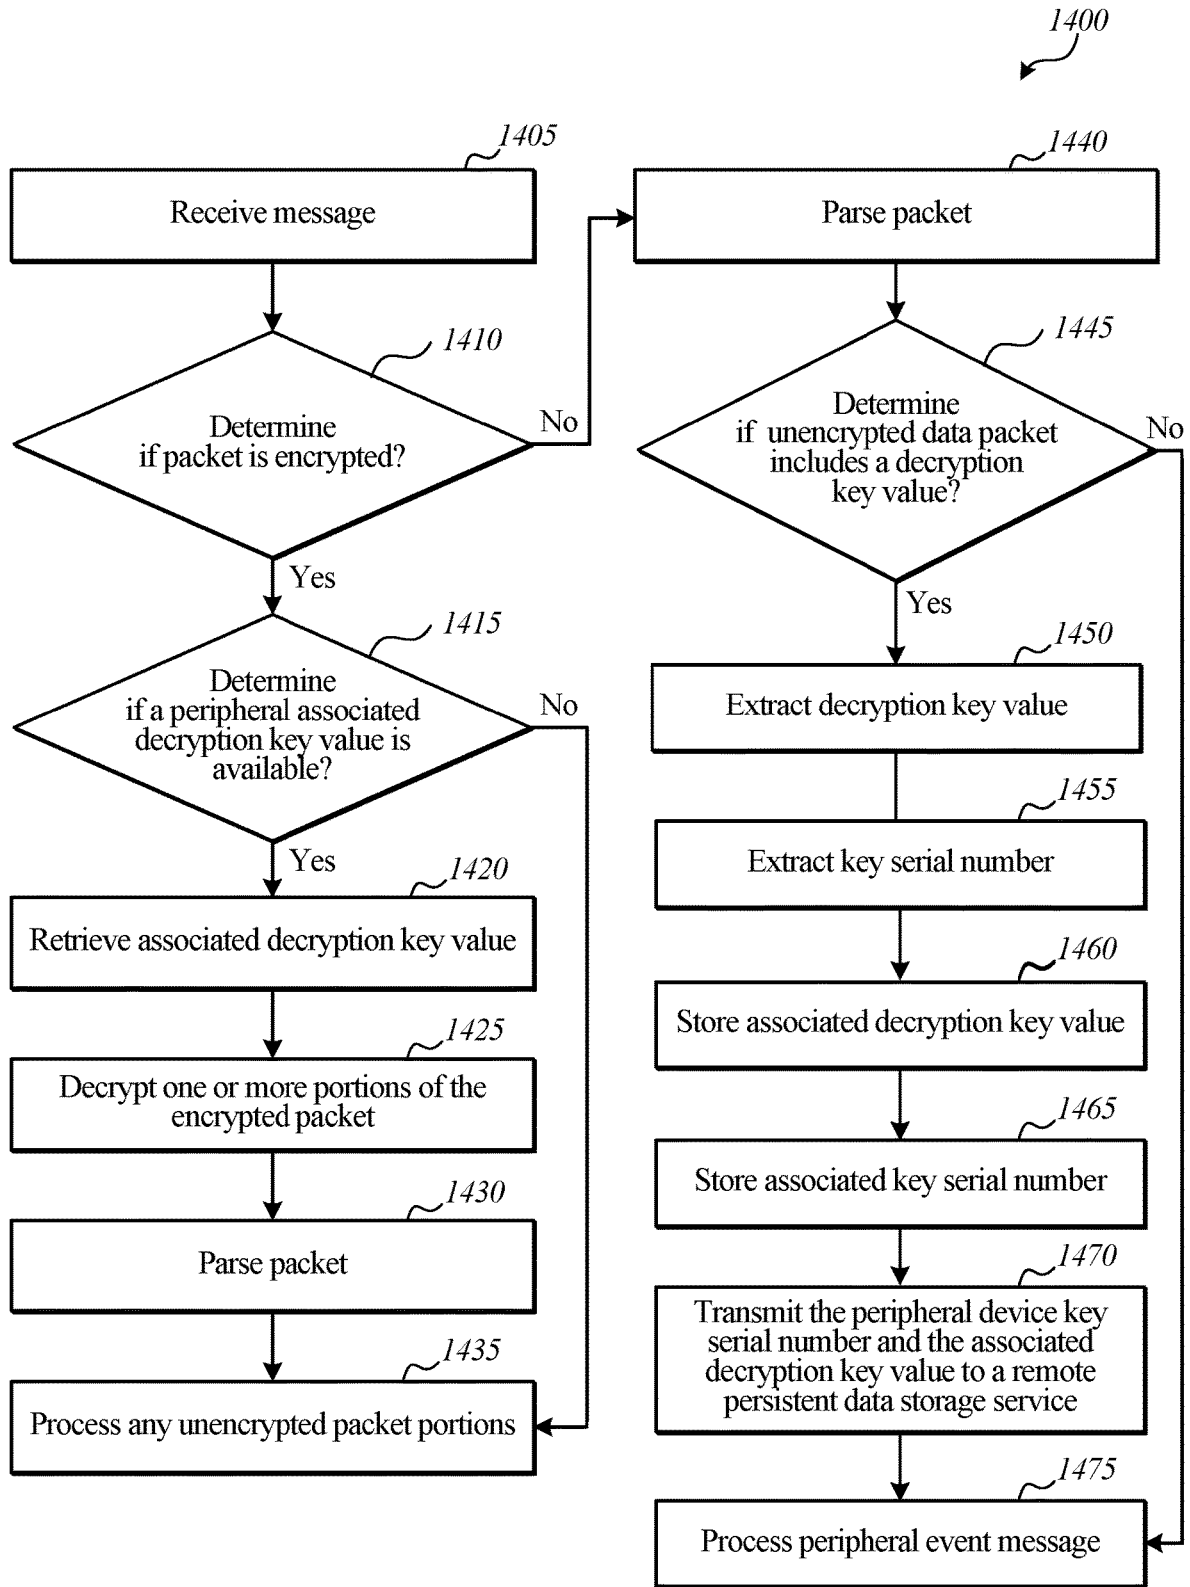 1400
1405
Receive message
1410
Determine
if packet is encrypted?
No
Yes
1415
Determine
if a peripheral associated
decryption key value is
available?
No
Yes
1420
Retrieve associated decryption key value
1425
Decrypt one or more portions of the
encrypted packet
1430
Parse packet
1435
Process any unencrypted packet portions
1440
Parse packet
1445
Determine
if unencrypted data packet
includes a decryption
key value?
No
Yes
1450
Extract decryption key value
1455
Extract key serial number
1460
Store associated decryption key value
1465
Store associated key serial number
1470
Transmit the peripheral device key
serial number and the associated
decryption key value to a remote
persistent data storage service
1475
Process peripheral event message